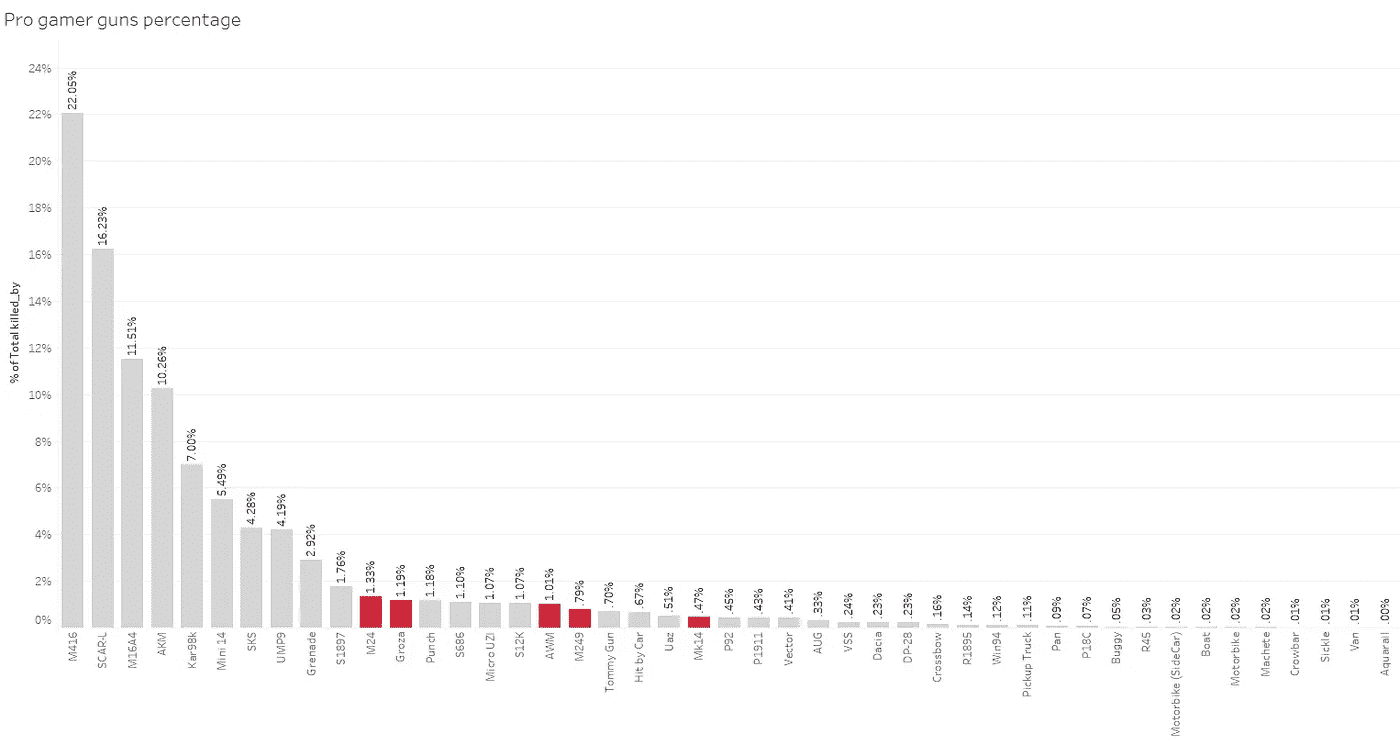 Pro gamer guns percentage
% of Total killed_by
24%
22%
20%
18%
16%
14%
12%
10%
8%
6%
4%
2%
0%
22.05%
16.23%
11.51%
10.26%
7.00%
5.49%
4.28%
4.19%
2.92%
1.76%
1.33%
1.19%
1.18%
1.10%
1.07%
1.07%
1.01%
.79%
.70%
.67%
.51%
.47%
.45%
.43%
.41%
.33%
.24%
.23%
.23%
.16%
.14%
.12%
.11%
.09%
.07%
.05%
.03%
.02%
.02%
.02%
.02%
.01%
.01%
.01%
.00%
M416
SCAR-L
M16A4
AKM
Kar98k
Mini 14
SKS
UMP9
Grenade
S1897
M24
Groza
Punch
S686
Micro UZI
S12K
AWM
M249
Tommy Gun
Hit by Car
Uaz
Mk14
P92
P1911
Vector
AUG
VSS
Dacia
DP-28
Crossbow
R1895
Win94
Pickup Truck
Pan
P18C
Buggy
R45
Motorbike (SideCar)
Boat
Motorbike
Machete
Crowbar
Sickle
Van
Aquarail